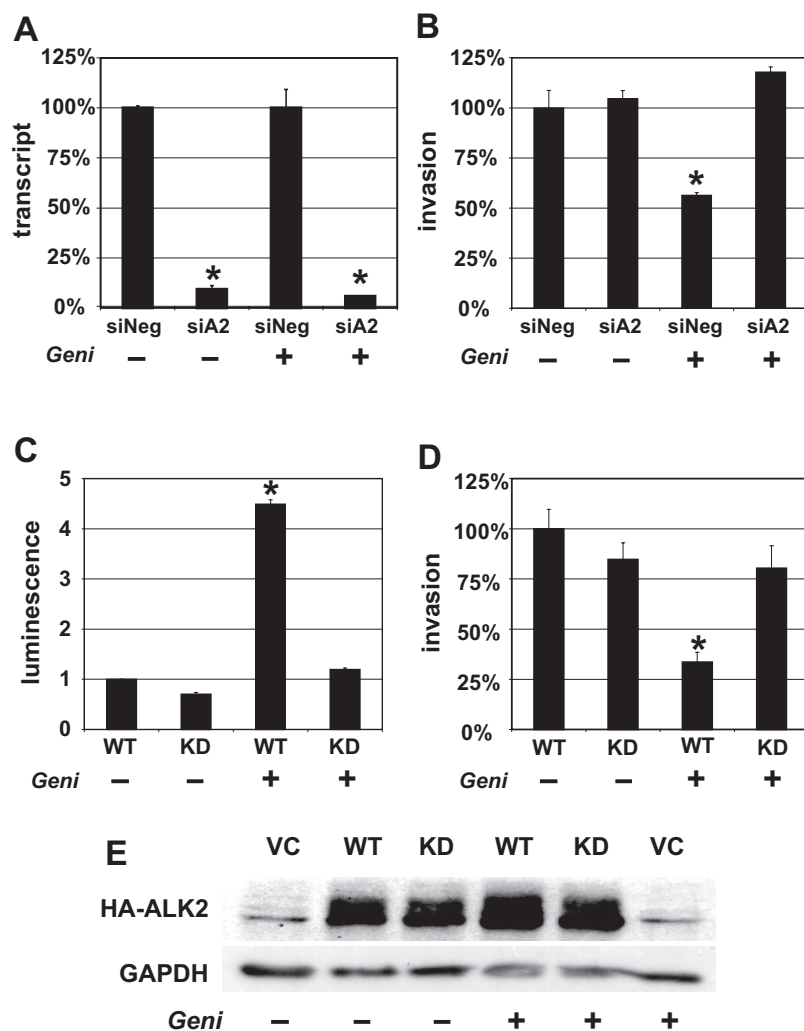 A
transcript
125%
100%
75%
50%
25%
0%
*
*
siNeg siA2 siNeg siA2
Geni − − + +
B
invasion
125%
100%
75%
50%
25%
0%
*
siNeg siA2 siNeg siA2
Geni − − + +
C
luminescence
5
4
3
2
1
0
*
WT KD WT KD
Geni − − + +
D
invasion
125%
100%
75%
50%
25%
0%
*
WT KD WT KD
Geni − − + +
E
VC WT KD WT KD VC
HA-ALK2
GAPDH
Geni − − − + + +